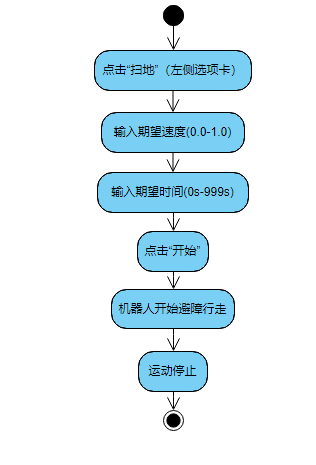 点击“扫地”（左侧选项卡）
输入期望速度(0.0-1.0)
输入期望时间(0s-999s)
点击“开始”
机器人开始避障行走
运动停止